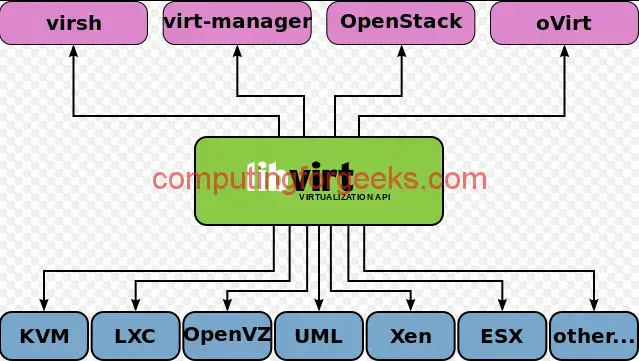 virsh
virt-manager
OpenStack
oVirt
libvirt
computingforgeeks.com
VIRTUALIZATION API
KVM
LXC
OpenVZ
UML
Xen
ESX
other...